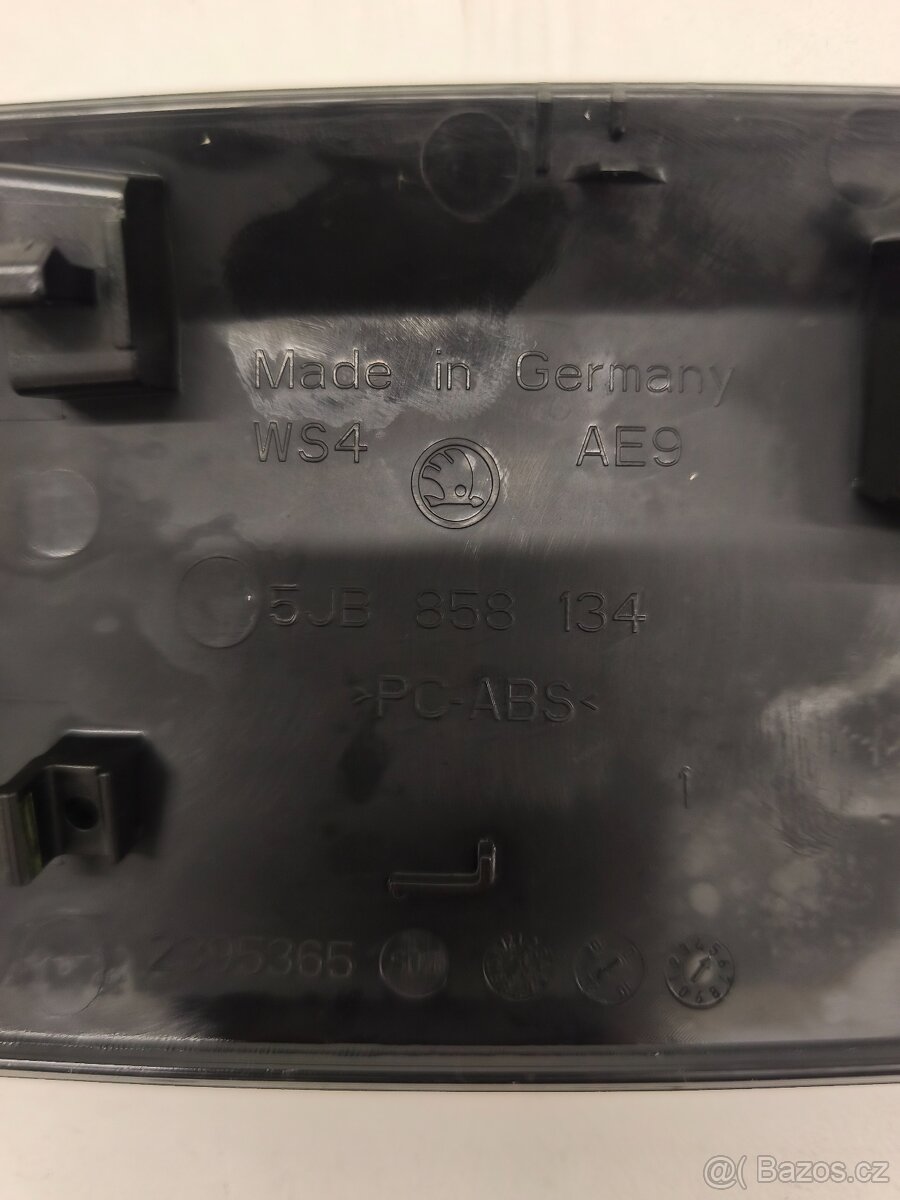 Made in Germany
WS4 AE9
5JB 858 134
>PC-ABS<
1
@( Bazos.cz